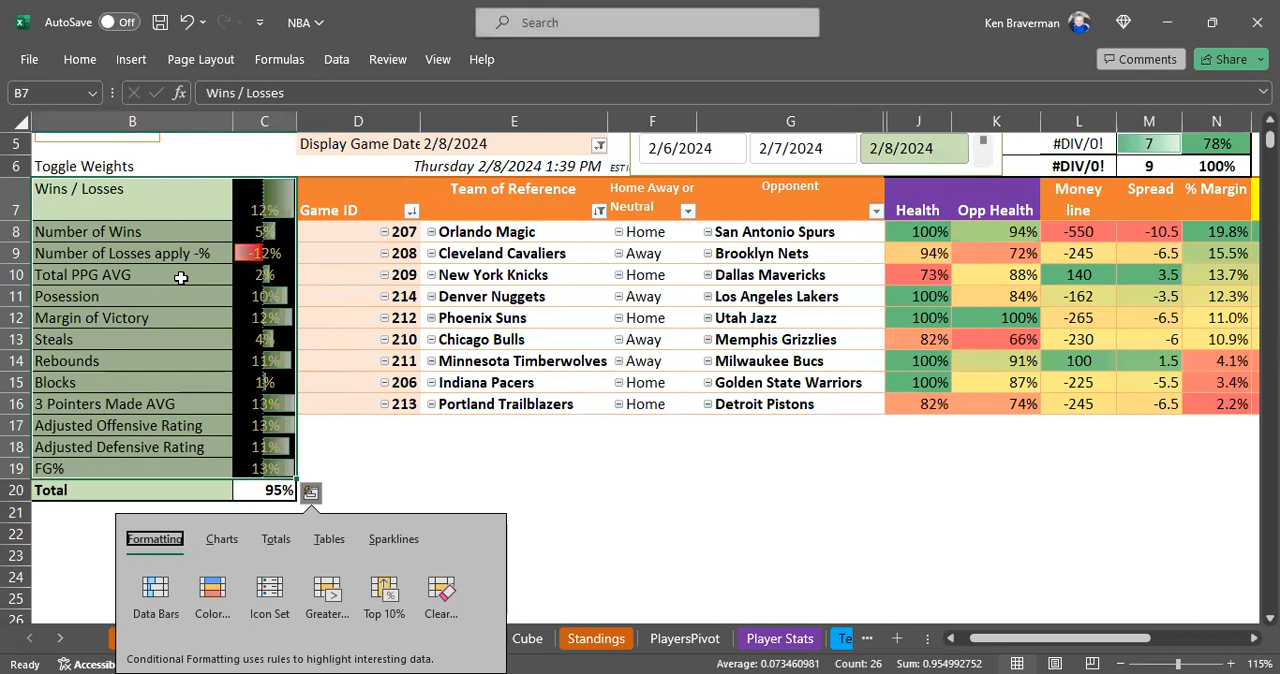 AutoSave Off NBA Search Ken Braverman
File Home Insert Page Layout Formulas Data Review View Help Comments Share
B7 fx Wins / Losses
B C D E F G J K L M N
5 Display Game Date 2/8/2024 2/6/2024 2/7/2024 2/8/2024 #DIV/0! 7 78%
6 Toggle Weights Thursday 2/8/2024 1:39 PM EST #DIV/0! 9 100%
7 Wins / Losses 12% Game ID Team of Reference Home Away or Neutral Opponent Health Opp Health Money line Spread % Margin
8 Number of Wins 5% 207 Orlando Magic Home San Antonio Spurs 100% 94% -550 -10.5 19.8%
9 Number of Losses apply -% -12% 208 Cleveland Cavaliers Away Brooklyn Nets 94% 72% -245 -6.5 15.5%
10 Total PPG AVG 2% 209 New York Knicks Home Dallas Mavericks 73% 88% 140 3.5 13.7%
11 Posession 10% 214 Denver Nuggets Away Los Angeles Lakers 100% 84% -162 -3.5 12.3%
12 Margin of Victory 12% 212 Phoenix Suns Home Utah Jazz 100% 100% -265 -6.5 11.0%
13 Steals 4% 210 Chicago Bulls Away Memphis Grizzlies 82% 66% -230 -6 10.9%
14 Rebounds 11% 211 Minnesota Timberwolves Away Milwaukee Bucs 100% 91% 100 1.5 4.1%
15 Blocks 1% 206 Indiana Pacers Home Golden State Warriors 100% 87% -225 -5.5 3.4%
16 3 Pointers Made AVG 13% 213 Portland Trailblazers Home Detroit Pistons 82% 74% -245 -6.5 2.2%
17 Adjusted Offensive Rating 13%
18 Adjusted Defensive Rating 11%
19 FG% 13%
20 Total 95%
21
22
23
24
25
26
Formatting Charts Totals Tables Sparklines
Data Bars Color... Icon Set Greater... Top 10% Clear...
Conditional Formatting uses rules to highlight interesting data.
Cube Standings PlayersPivot Player Stats Te ...
Ready Accessib Average: 0.073460981 Count: 26 Sum: 0.954992752 115%